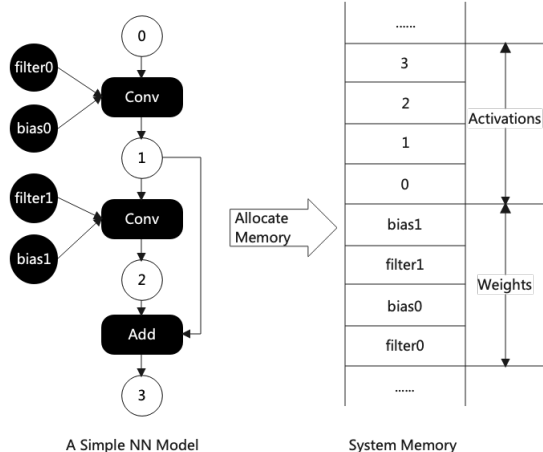 0
filter0
Conv
bias0
1
filter1
Conv
bias1
2
Add
3
A Simple NN Model
Allocate
Memory
......
3
2
1
0
bias1
filter1
bias0
filter0
......
Activations
Weights
System Memory